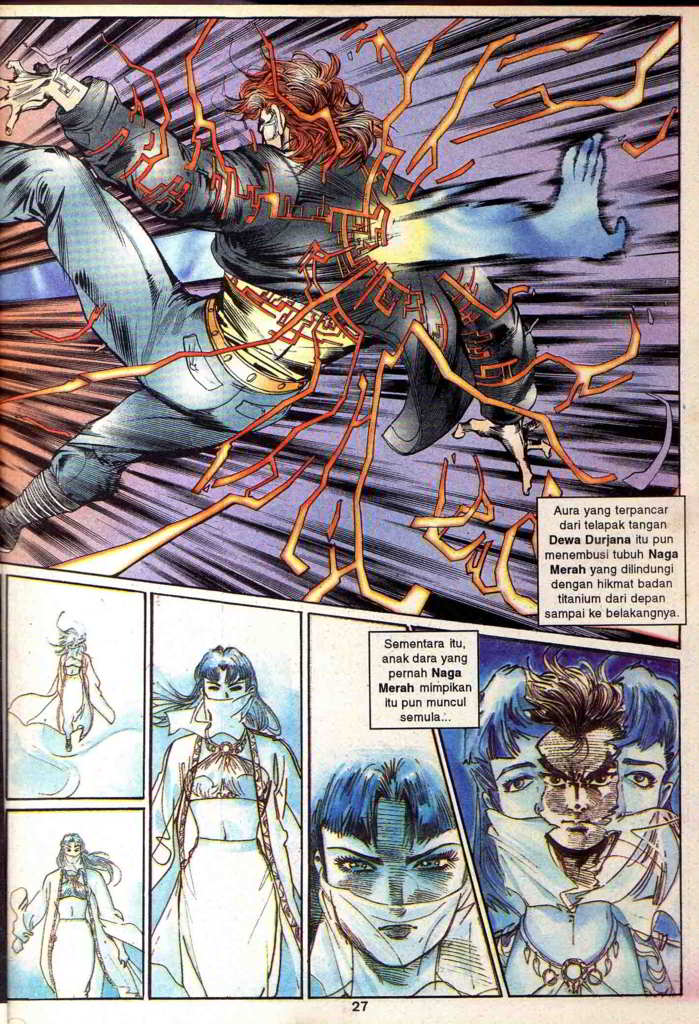 Aura yang terpancar
dari telapak tangan
Dewa Durjana itu pun
menembusi tubuh Naga
Merah yang dilindungi
dengan hikmat badan
titanium dari depan
sampai ke belakangnya.
Sementara itu,
anak dara yang
pernah Naga
Merah mimpikan
itu pun muncul
semula...
27